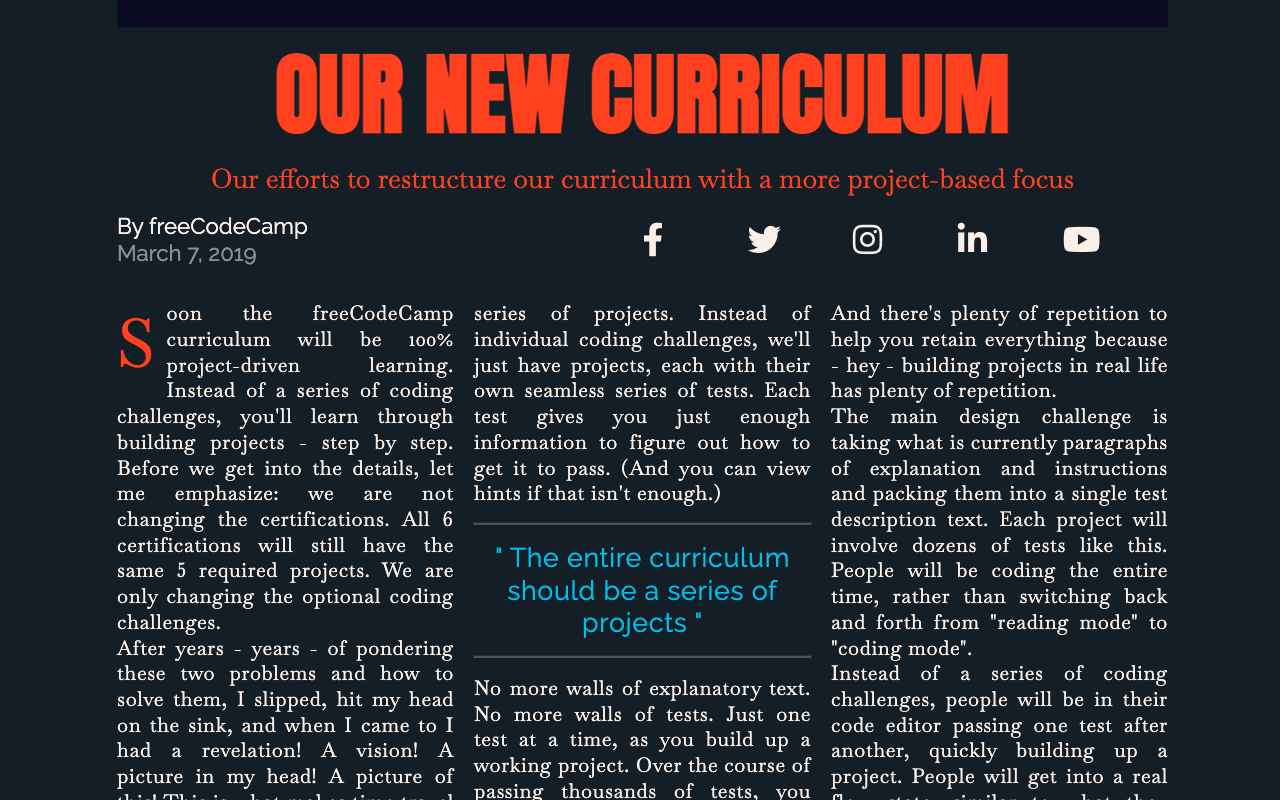 OUR NEW CURRICULUM
Our efforts to restructure our curriculum with a more project-based focus
By freeCodeCamp
March 7, 2019
Soon the freeCodeCamp
curriculum will be 100%
project-driven learning.
Instead of a series of coding
challenges, you'll learn through
building projects - step by step.
Before we get into the details, let
me emphasize: we are not
changing the certifications. All 6
certifications will still have the
same 5 required projects. We are
only changing the optional coding
challenges.
After years - years - of pondering
these two problems and how to
solve them, I slipped, hit my head
on the sink, and when I came to I
had a revelation! A vision! A
picture in my head! A picture of
this! This is what makes time travel
series of projects. Instead of
individual coding challenges, we'll
just have projects, each with their
own seamless series of tests. Each
test gives you just enough
information to figure out how to
get it to pass. (And you can view
hints if that isn't enough.)
" The entire curriculum
should be a series of
projects "
No more walls of explanatory text.
No more walls of tests. Just one
test at a time, as you build up a
working project. Over the course of
passing thousands of tests, you
And there's plenty of repetition to
help you retain everything because
- hey - building projects in real life
has plenty of repetition.
The main design challenge is
taking what is currently paragraphs
of explanation and instructions
and packing them into a single test
description text. Each project will
involve dozens of tests like this.
People will be coding the entire
time, rather than switching back
and forth from "reading mode" to
"coding mode".
Instead of a series of coding
challenges, people will be in their
code editor passing one test after
another, quickly building up a
project. People will get into a real